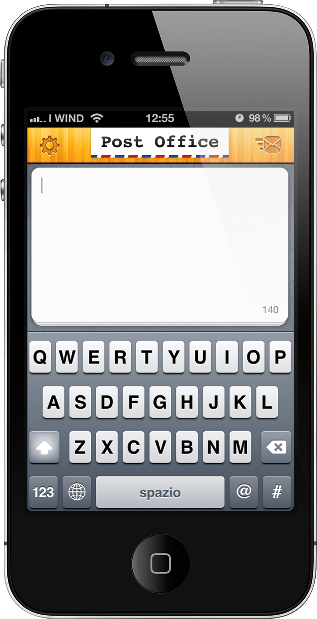 I WIND 12:55 98%
Post Office
140
Q W E R T Y U I O P
A S D F G H J K L
Z X C V B N M
123 spazio @ #